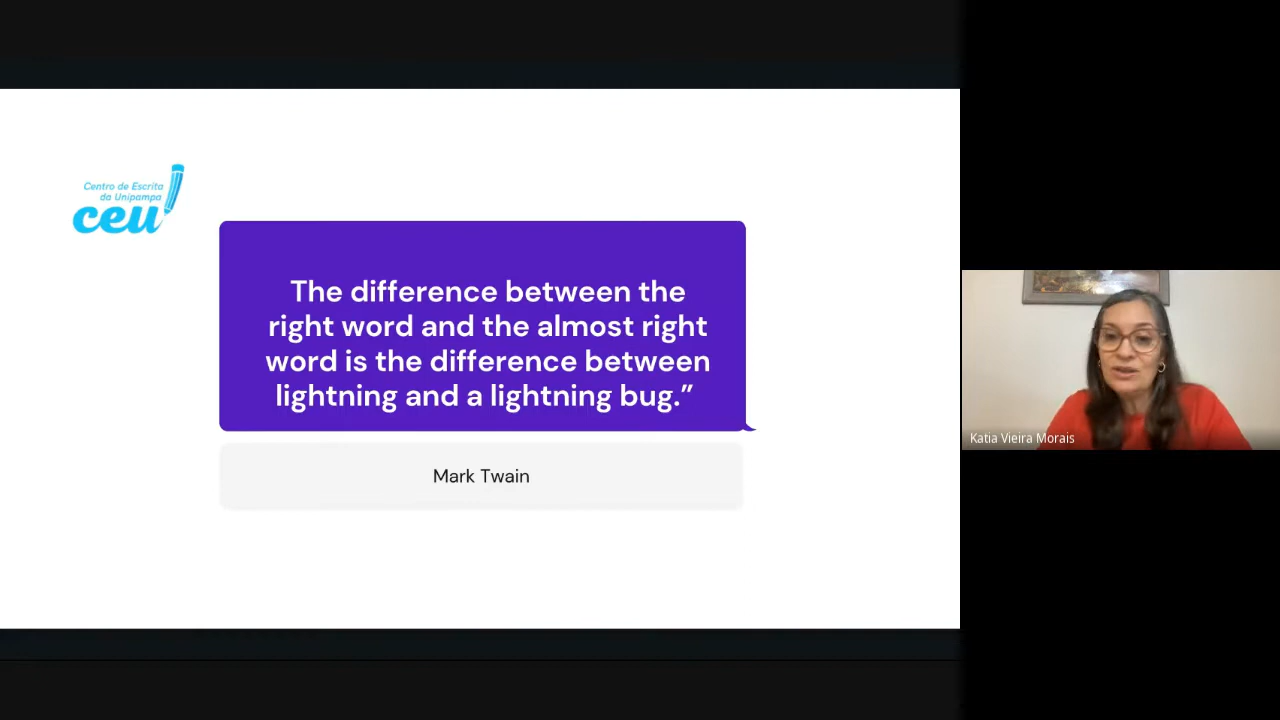 Centro de Escrita
da Unipampa
ceu
The difference between the
right word and the almost right
word is the difference between
lightning and a lightning bug.”
Mark Twain
Katia Vieira Morais